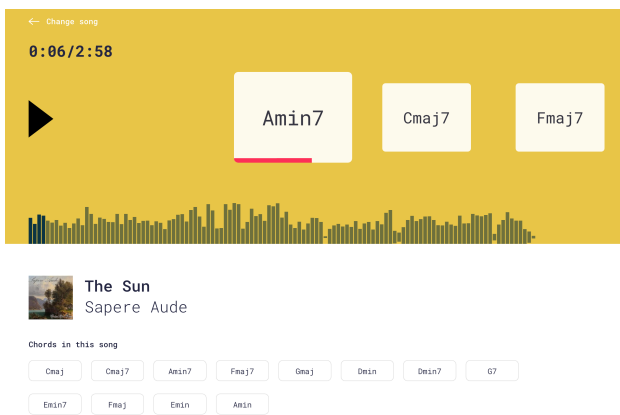 Change song
0:06/2:58
Amin7
Cmaj7
Fmaj7
The Sun
Sapere Aude
Chords in this song
Cmaj Cmaj7 Amin7 Fmaj7 Gmaj Dmin Dmin7 G7
Emin7 Fmaj Emin Amin